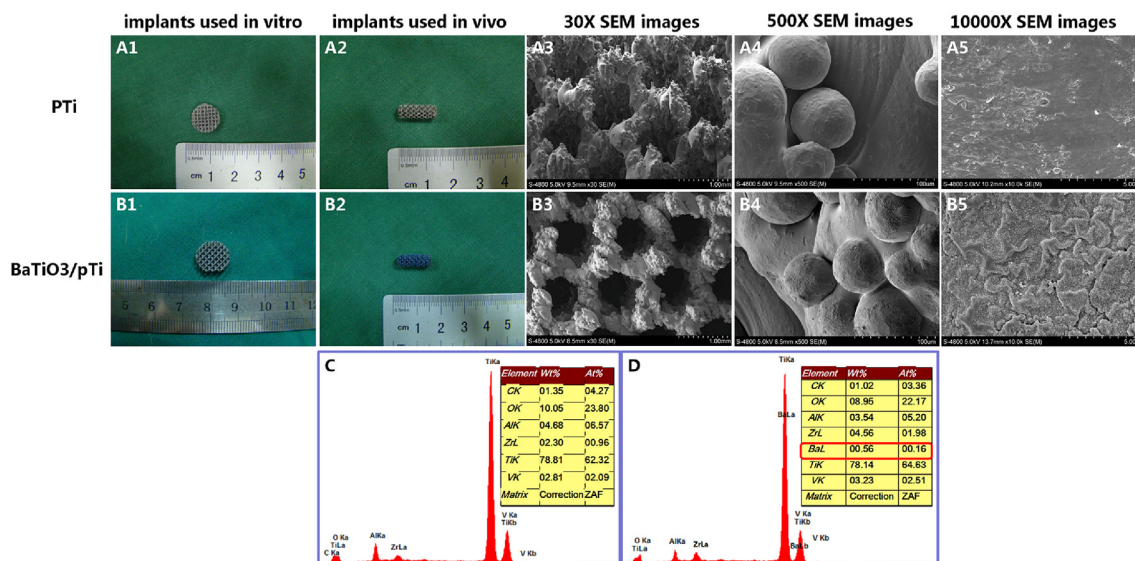 implants used in vitro
implants used in vivo
30X SEM images
500X SEM images
10000X SEM images
PTi
A1
cm 1 2 3 4 5
A2
cm 1 2 3 4 5
A3
S-4800 5.0kV 9.5mm x30 SE(M) 1.00mm
A4
S-4800 5.0kV 9.5mm x500 SE(M) 100um
A5
S-4800 5.0kV 10.2mm x10.0k SE(M) 5.00
BaTiO3/pTi
B1
5 6 7 8 9 10 11 12
B2
cm 1 2 3 4 5
B3
S-4800 5.0kV 8.5mm x30 SE(M) 1.00mm
B4
S-4800 5.0kV 8.5mm x500 SE(M) 100um
B5
S-4800 5.0kV 13.7mm x10.0k SE(M) 5.00
C
TiKa
Element Wt% At%
CK 01.35 04.27
OK 10.05 23.80
AlK 04.68 06.57
ZrL 02.30 00.96
TiK 78.81 62.32
VK 02.81 02.09
Matrix Correction ZAF
O Ka
TiLa
C Ka
AlKa
ZrLa
V Ka
TiKb
V Kb
D
TiKa
BaLa
Element Wt% At%
CK 01.02 03.36
OK 08.95 22.17
AlK 03.54 05.20
ZrL 04.56 01.98
BaL 00.56 00.16
TiK 78.14 64.63
VK 03.23 02.51
Matrix Correction ZAF
O Ka
TiLa
AlKa
ZrLa
V Ka
TiKb
V Kb
BaLb